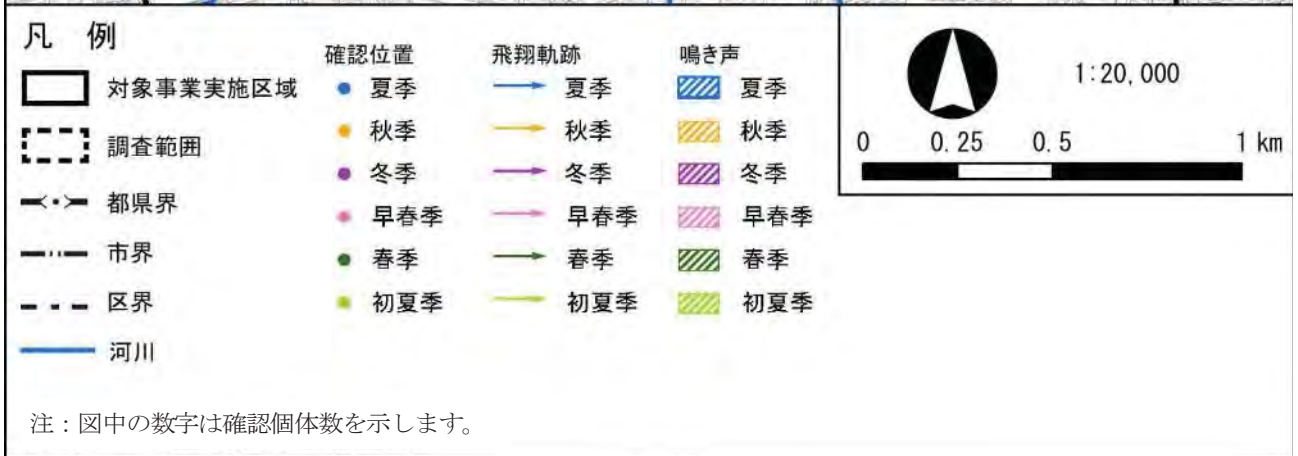 凡 例
対象事業実施区域
調査範囲
都県界
市界
区界
河川
確認位置
夏季
秋季
冬季
早春季
春季
初夏季
飛翔軌跡
夏季
秋季
冬季
早春季
春季
初夏季
鳴き声
夏季
秋季
冬季
早春季
春季
初夏季
1:20,000
0 0.25 0.5 1 km
注：図中の数字は確認個体数を示します。